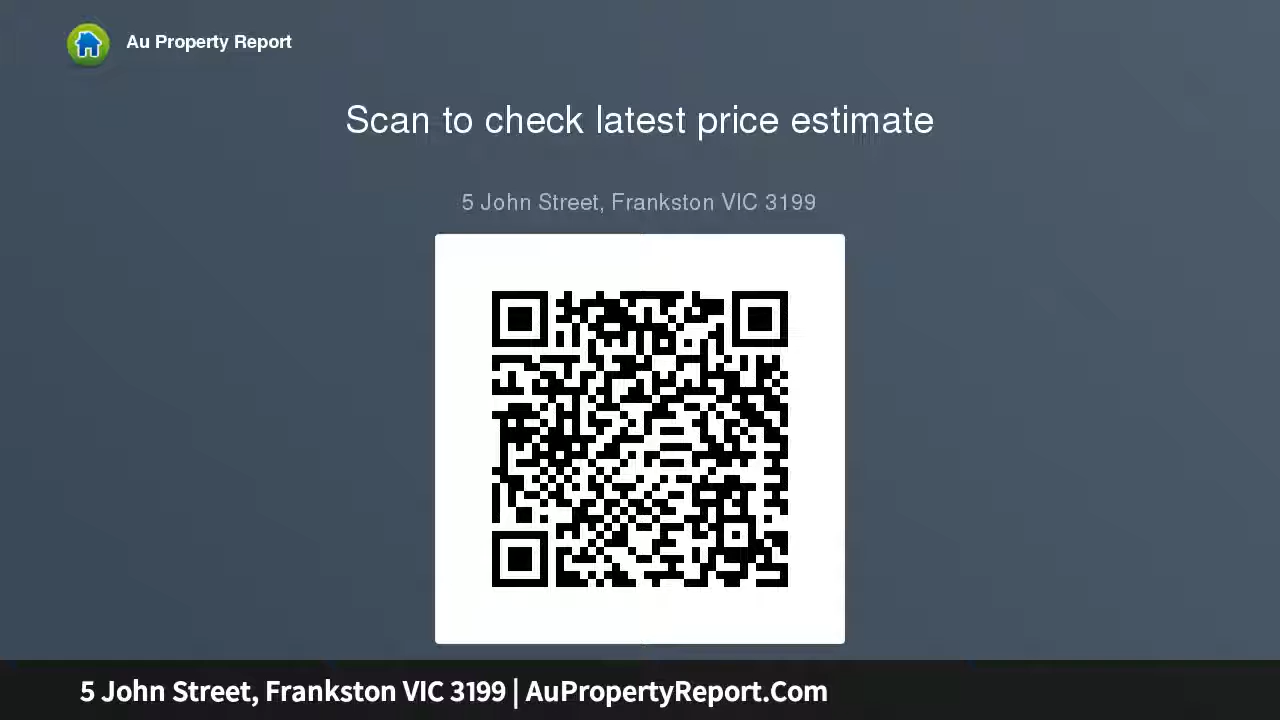 Au Property Report
Scan to check latest price estimate
5 John Street, Frankston VIC 3199
5 John Street, Frankston VIC 3199 | AuPropertyReport.Com